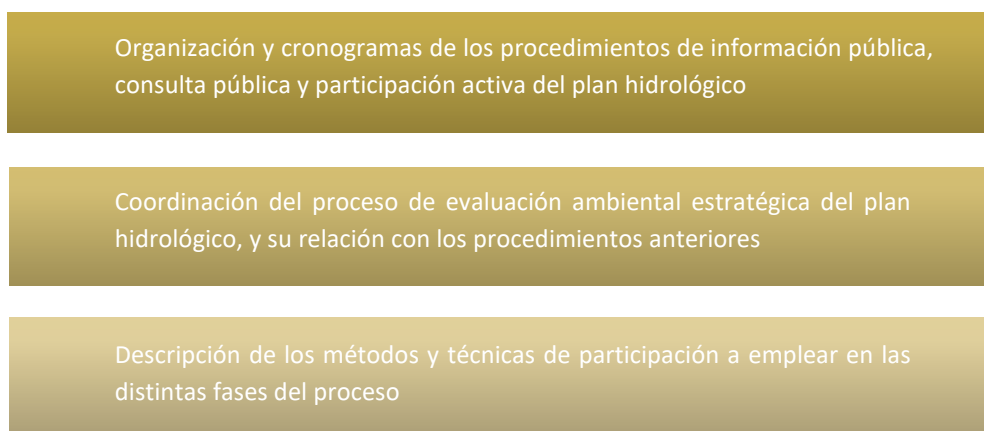 Organización y cronogramas de los procedimientos de información pública,
consulta pública y participación activa del plan hidrológico
Coordinación del proceso de evaluación ambiental estratégica del plan
hidrológico, y su relación con los procedimientos anteriores
Descripción de los métodos y técnicas de participación a emplear en las
distintas fases del proceso